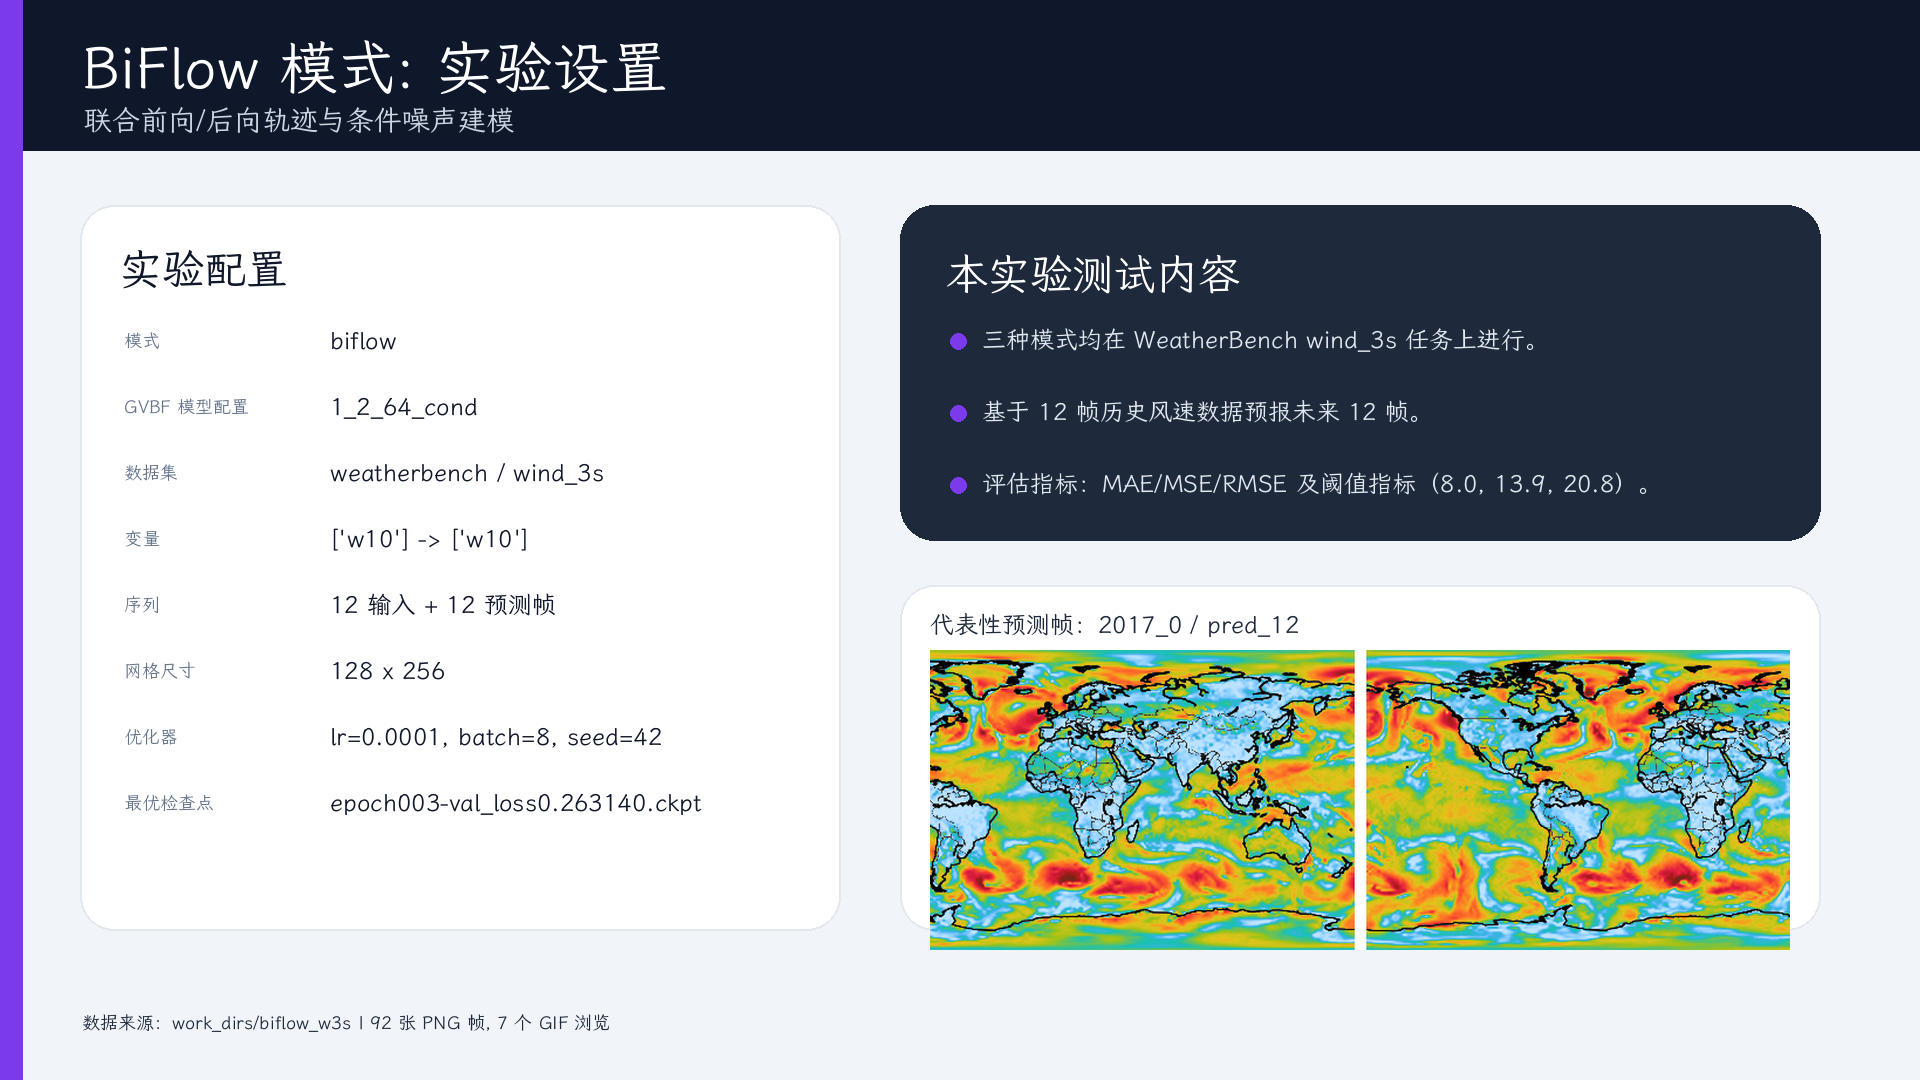 BiFlow 模式: 实验设置
联合前向/后向轨迹与条件噪声建模
实验配置
模式 biflow
GVBF 模型配置 1_2_64_cond
数据集 weatherbench / wind_3s
变量 ['w10'] -> ['w10']
序列 12 输入 + 12 预测帧
网格尺寸 128 x 256
优化器 lr=0.0001, batch=8, seed=42
最优检查点 epoch003-val_loss0.263140.ckpt
本实验测试内容
三种模式均在 WeatherBench wind_3s 任务上进行。
基于 12 帧历史风速数据预报未来 12 帧。
评估指标：MAE/MSE/RMSE 及阈值指标（8.0, 13.9, 20.8）。
代表性预测帧：2017_0 / pred_12
数据来源：work_dirs/biflow_w3s | 92 张 PNG 帧, 7 个 GIF 浏览